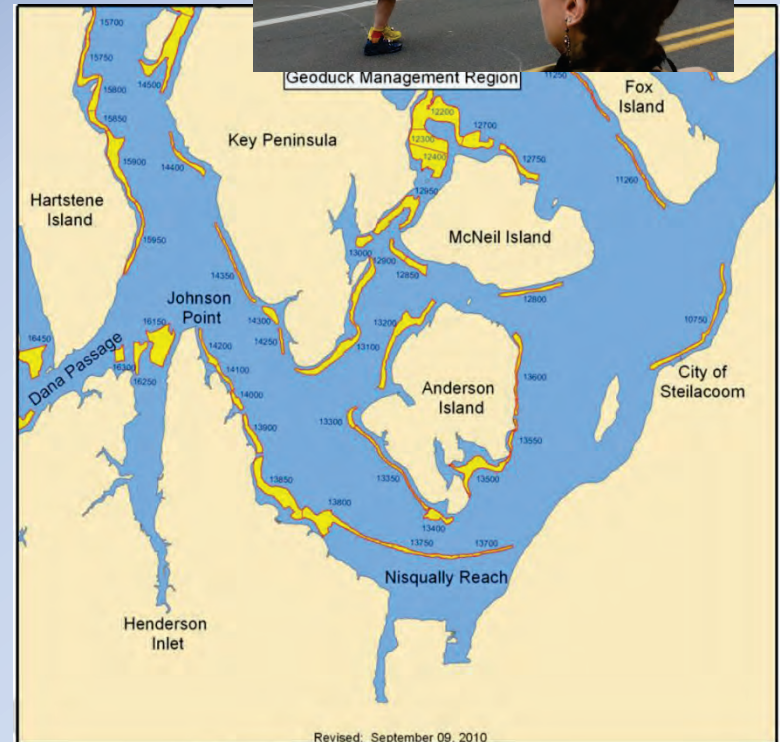 Geoduck Management Region
15700
15750
14500
15800
15850
15900
14400
Key Peninsula
12200
12300
12400
12700
12750
11250
Fox
Island
11260
Hartstene
Island
12950
McNeil Island
15950
13000
12900
12850
14350
12800
Johnson
Point
14300
14250
13200
13100
10750
16450
16150
Dana Passage
16300
16250
14200
14100
14000
13900
Anderson
Island
13600
City of
Steilacoom
13300
13550
13350
13500
13850
13800
13400
13750
13700
Nisqually Reach
Henderson
Inlet
Revised: September 09, 2010